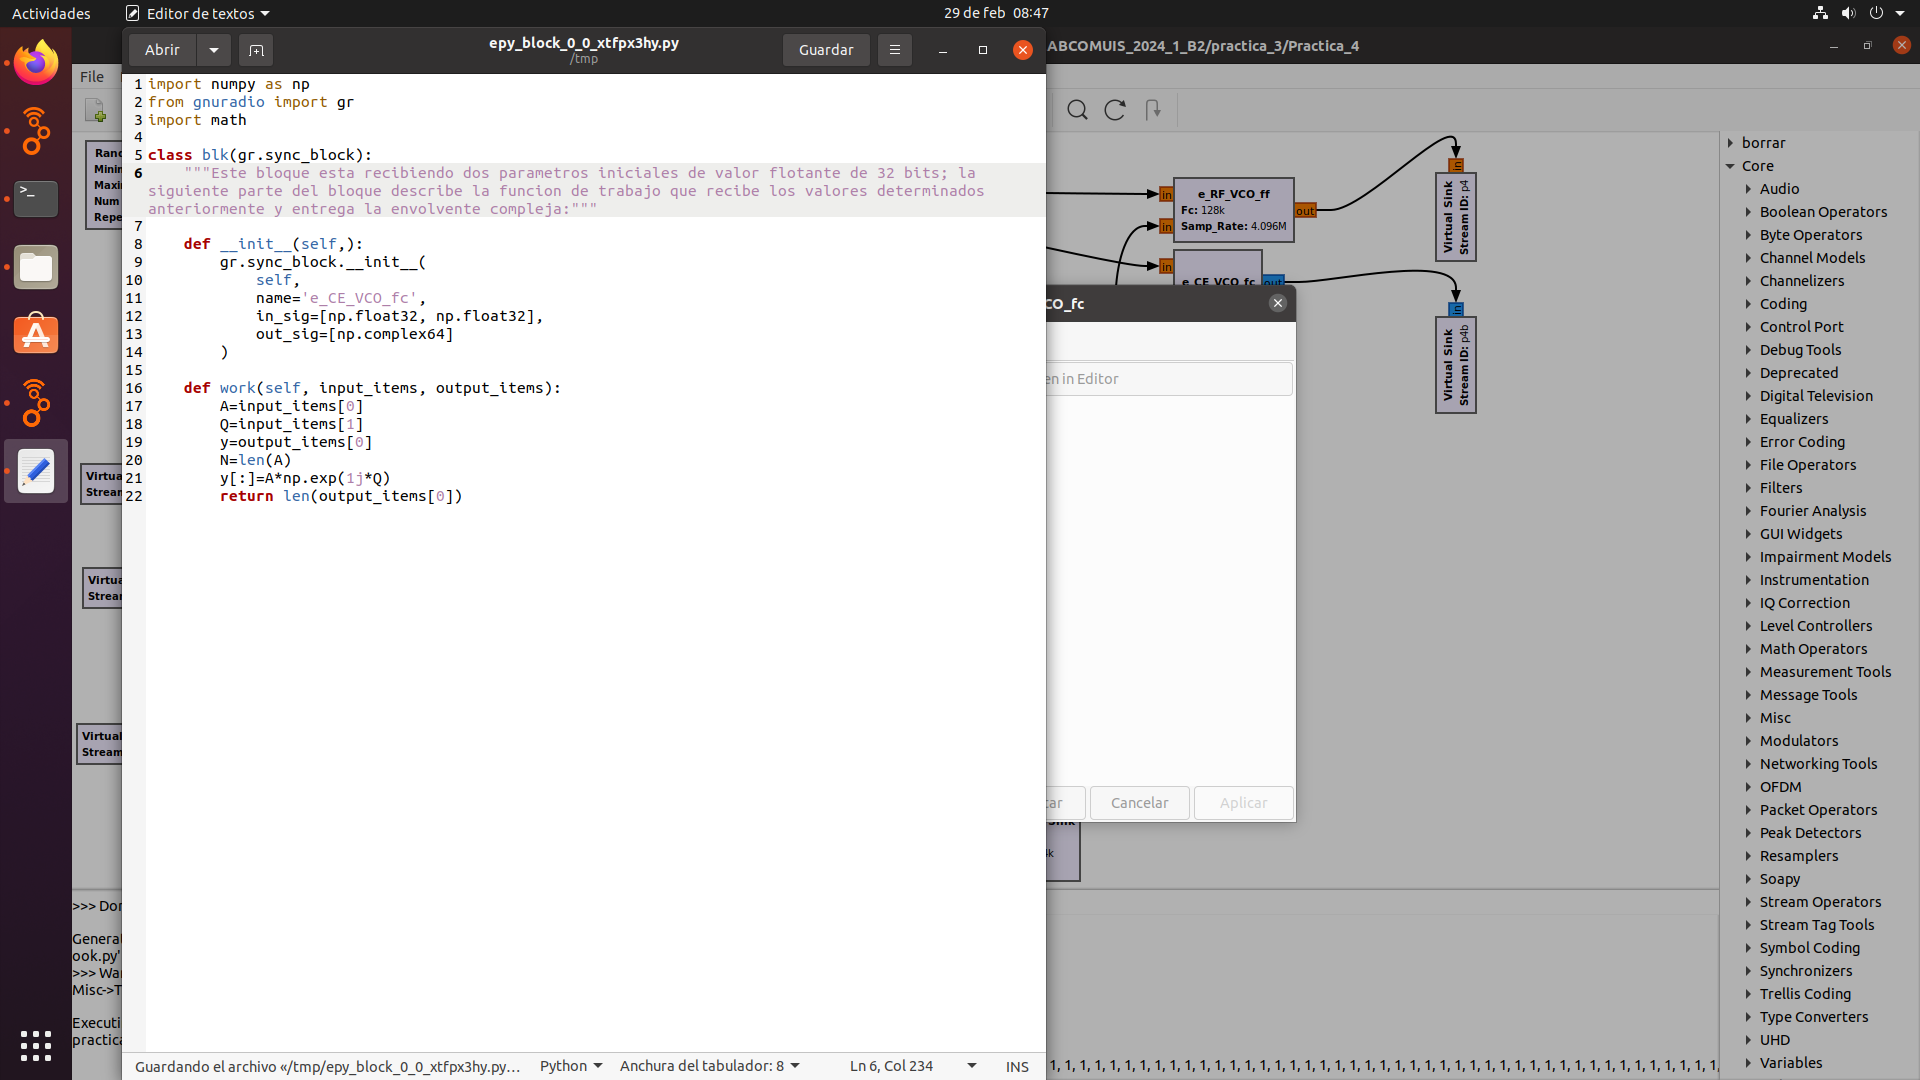 Actividades
Editor de textos
29 de feb 08:47
Abrir
epy_block_0_0_xtfpx3hy.py
/tmp
Guardar
ABCOMUIS_2024_1_B2/practica_3/Practica_4
File
1 import numpy as np
2 from gnuradio import gr
3 import math
4
5 class blk(gr.sync_block):
6     """Este bloque esta recibiendo dos parametros iniciales de valor flotante de 32 bits; la
siguiente parte del bloque describe la funcion de trabajo que recibe los valores determinados
anteriormente y entrega la envolvente compleja:"""
7
8     def __init__(self,):
9         gr.sync_block.__init__(
10             self,
11             name='e_CE_VCO_fc',
12             in_sig=[np.float32, np.float32],
13             out_sig=[np.complex64]
14         )
15
16     def work(self, input_items, output_items):
17         A=input_items[0]
18         Q=input_items[1]
19         y=output_items[0]
20         N=len(A)
21         y[:]=A*np.exp(1j*Q)
22         return len(output_items[0])
Rand
Minin
Maxi
Num
Repe
Virtua
Strea
Virtua
Strea
Virtual
Stream
in
in
e_RF_VCO_ff
Fc: 128k
Samp_Rate: 4.096M
out
in
e_CE_VCO_fc
out
in
Virtual Sink
Stream ID: p4
in
Virtual Sink
Stream ID: p4b
CO_fc
en in Editor
tar
Cancelar
Aplicar
Sink
4k
>>> Don
Generat
ook.py'
>>> War
Misc->T
Executi
practica
1, 1, 1, 1, 1, 1, 1, 1, 1, 1, 1, 1, 1, 1, 1, 1, 1, 1, 1, 1, 1, 1, 1, 1, 1, 1, 1, 1, 1, 1, 1, 1, 1, 1, 1, 1, 1, 1, 1, 1, 1, 1, 1, 1, 1,
borrar
Core
Audio
Boolean Operators
Byte Operators
Channel Models
Channelizers
Coding
Control Port
Debug Tools
Deprecated
Digital Television
Equalizers
Error Coding
File Operators
Filters
Fourier Analysis
GUI Widgets
Impairment Models
Instrumentation
IQ Correction
Level Controllers
Math Operators
Measurement Tools
Message Tools
Misc
Modulators
Networking Tools
OFDM
Packet Operators
Peak Detectors
Resamplers
Soapy
Stream Operators
Stream Tag Tools
Symbol Coding
Synchronizers
Trellis Coding
Type Converters
UHD
Variables
Guardando el archivo «/tmp/epy_block_0_0_xtfpx3hy.py…
Python
Anchura del tabulador: 8
Ln 6, Col 234
INS